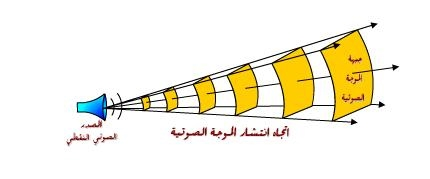 جبهة
الموجة
الصوتية
المصدر
الصوتي النقطي
اتجاه انتشار الموجة الصوتية